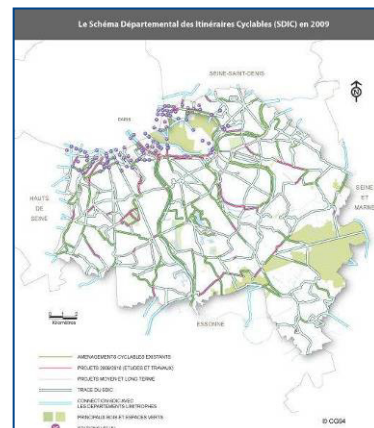 Le Schéma Départemental des Itinéraires Cyclables (SDIC) en 2009
SEINE-SAINT-DENIS
PARIS
HAUTS
DE
SEINE
SEINE
ET
MARNE
ESSONNE
Kilomètres
AMENAGEMENTS CYCLABLES EXISTANTS
PROJETS 2009/2010 (ETUDES ET TRAVAUX)
PROJETS MOYEN ET LONG TERME
TRACE DU SDIC
CONNECTION SDIC AVEC
LES DEPARTEMENTS LIMITROPHES
PRINCIPAUX BOIS ET ESPACES VERTS
© CG94